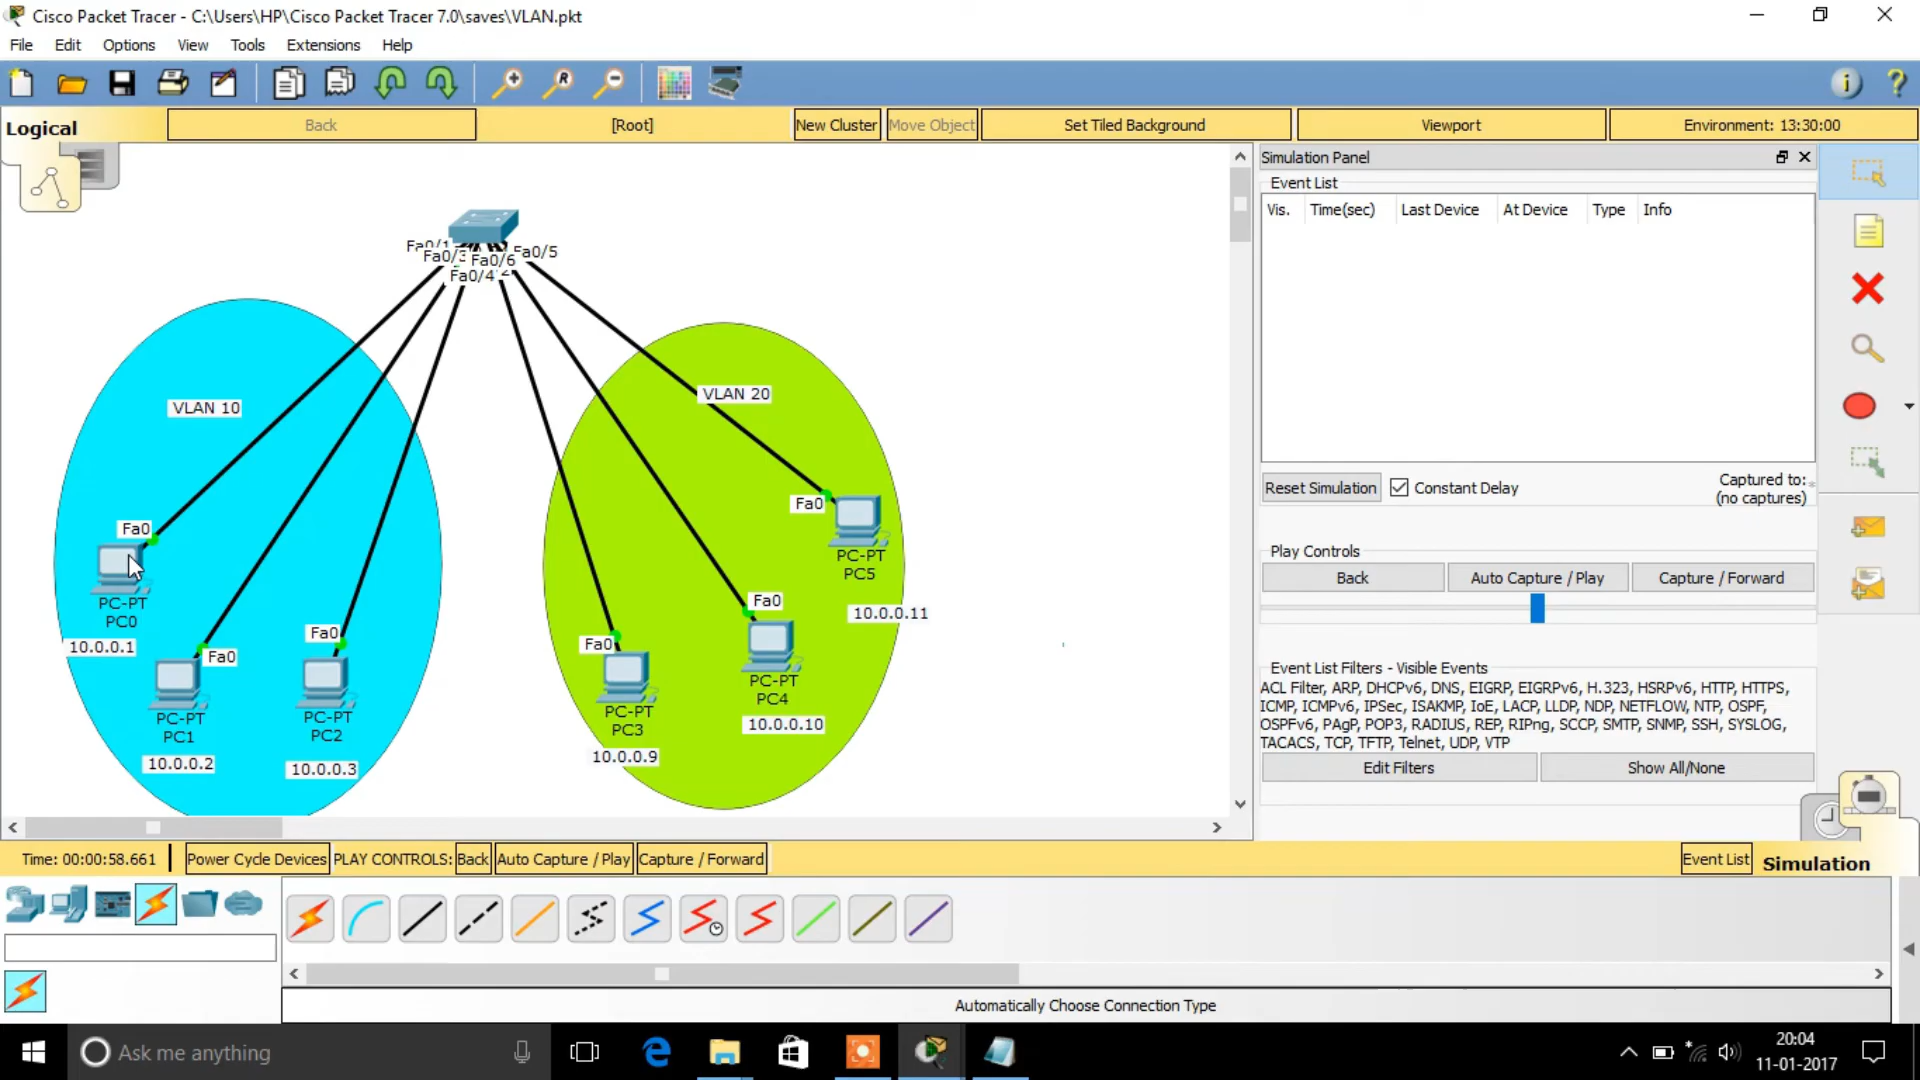 Cisco Packet Tracer - C:\Users\HP\Cisco Packet Tracer 7.0\saves\VLAN.pkt
File Edit Options View Tools Extensions Help
Logical Back [Root] New Cluster Move Object Set Tiled Background Viewport Environment: 13:30:00
Simulation Panel
Event List
Vis. Time(sec) Last Device At Device Type Info
Fa0/1 Fa0/5
Fa0/3 Fa0/6
Fa0/4
VLAN 10
VLAN 20
Fa0
PC-PT
PC0
10.0.0.1
Fa0
PC-PT
PC1
10.0.0.2
Fa0
PC-PT
PC2
10.0.0.3
Fa0
PC-PT
PC3
10.0.0.9
Fa0
PC-PT
PC4
10.0.0.10
Fa0
PC-PT
PC5
10.0.0.11
Reset Simulation Constant Delay
Captured to:
(no captures)
Play Controls
Back Auto Capture / Play Capture / Forward
Event List Filters - Visible Events
ACL Filter, ARP, DHCPv6, DNS, EIGRP, EIGRPv6, H.323, HSRPv6, HTTP, HTTPS,
ICMP, ICMPv6, IPSec, ISAKMP, IoE, LACP, LLDP, NDP, NETFLOW, NTP, OSPF,
OSPFv6, PAgP, POP3, RADIUS, REP, RIPng, SCCP, SMTP, SNMP, SSH, SYSLOG,
TACACS, TCP, TFTP, Telnet, UDP, VTP
Edit Filters Show All/None
Time: 00:00:58.661 Power Cycle Devices PLAY CONTROLS: Back Auto Capture / Play Capture / Forward Event List Simulation
Automatically Choose Connection Type
Ask me anything
20:04
11-01-2017